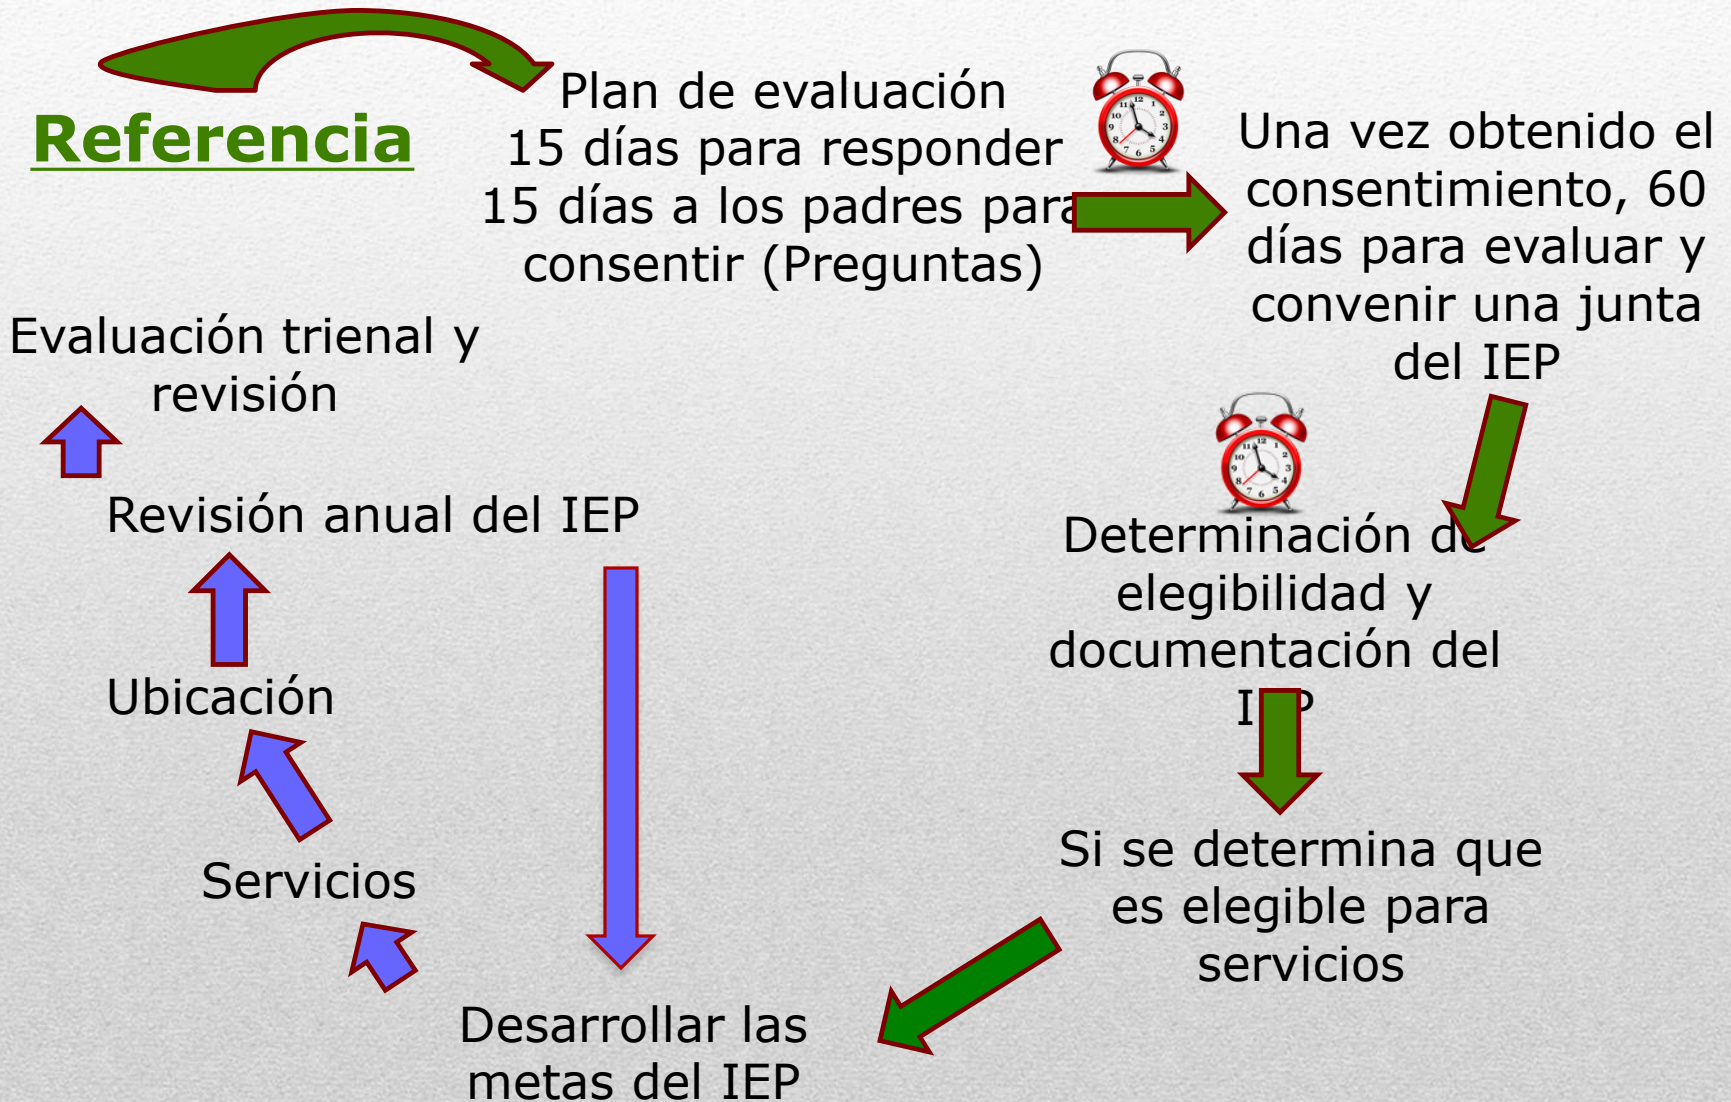 Referencia
Plan de evaluación
15 días para responder
15 días a los padres para
consentir (Preguntas)
Una vez obtenido el
consentimiento, 60
días para evaluar y
convenir una junta
del IEP
Determinación de
elegibilidad y
documentación del
IEP
Si se determina que
es elegible para
servicios
Desarrollar las
metas del IEP
Servicios
Ubicación
Revisión anual del IEP
Evaluación trienal y
revisión